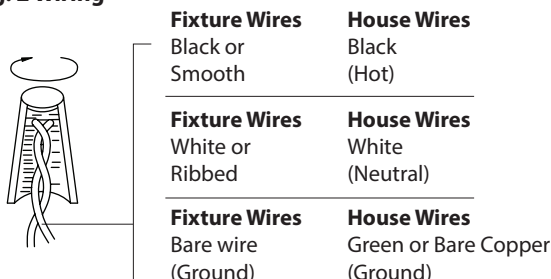 Wiring
Fixture Wires House Wires
Black or Black
Smooth (Hot)
Fixture Wires House Wires
White or White
Ribbed (Neutral)
Fixture Wires House Wires
Bare wire Green or Bare Copper
(Ground) (Ground)